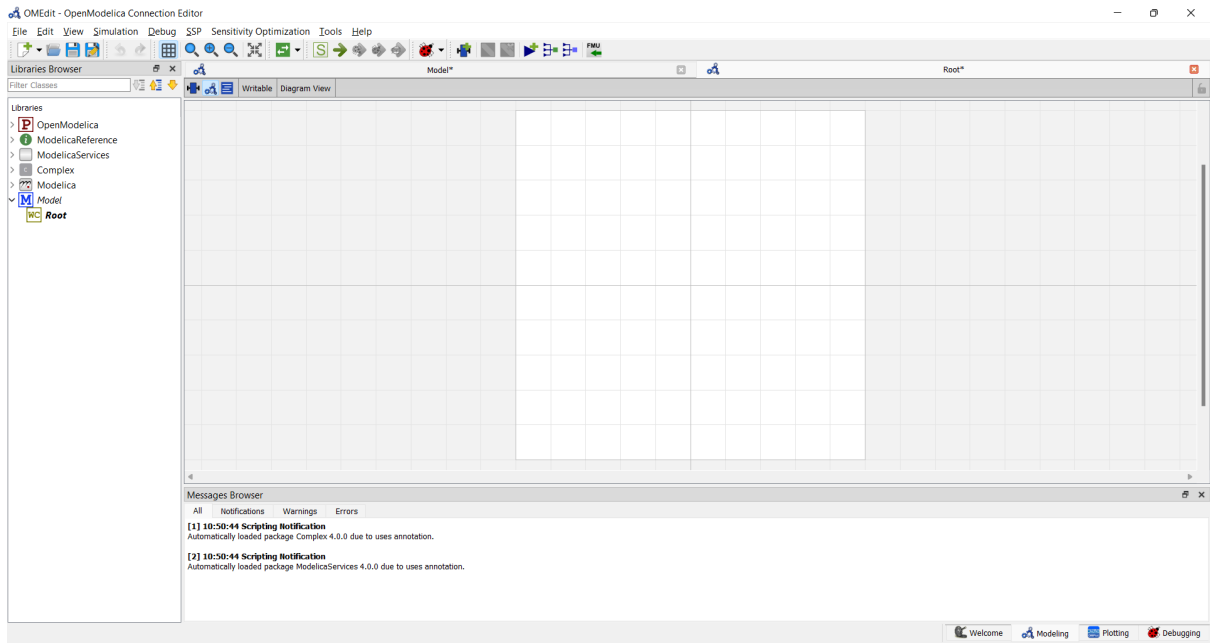 OMEdit - OpenModelica Connection Editor
File Edit View Simulation Debug SSP Sensitivity Optimization Tools Help
S FMU
Libraries Browser
Model*
Root*
Filter Classes
Writable Diagram View
Libraries
P OpenModelica
i ModelicaReference
ModelicaServices
C Complex
Modelica
M Model
WC Root
Messages Browser
All Notifications Warnings Errors
[1] 10:50:44 Scripting Notification
Automatically loaded package Complex 4.0.0 due to uses annotation.
[2] 10:50:44 Scripting Notification
Automatically loaded package ModelicaServices 4.0.0 due to uses annotation.
Welcome Modeling Plotting Debugging